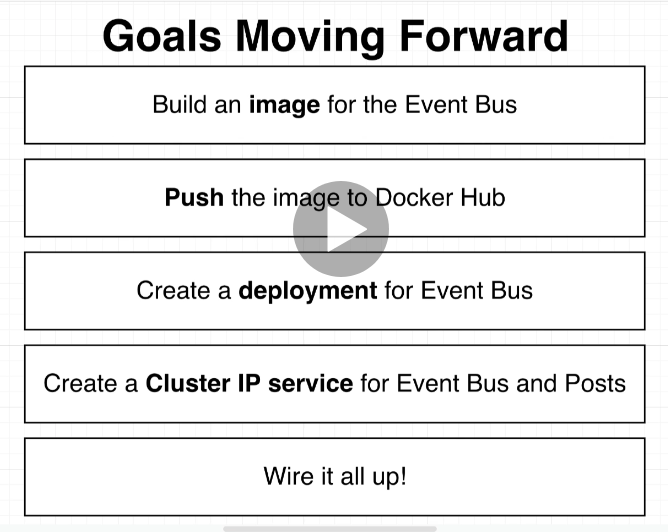 Goals Moving Forward
Build an image for the Event Bus
Push the image to Docker Hub
Create a deployment for Event Bus
Create a Cluster IP service for Event Bus and Posts
Wire it all up!